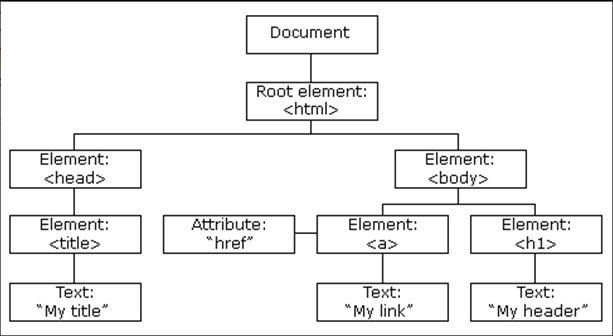 Document
Root element:
<html>
Element:
<head>
Element:
<body>
Element:
<title>
Attribute:
“href”
Element:
<a>
Element:
<h1>
Text:
“My title”
Text:
“My link”
Text:
“My header”